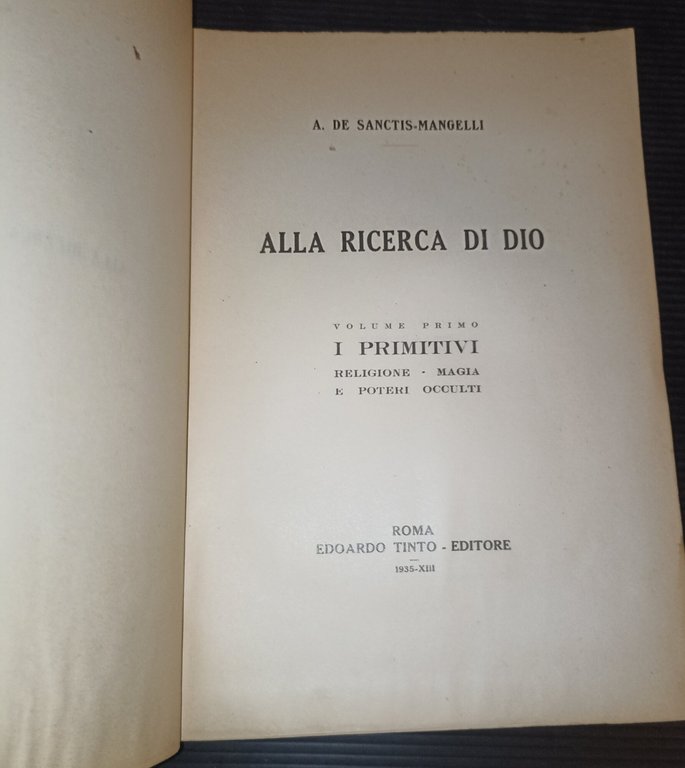 A. DE SANCTIS-MANGELLI
ALLA RICERCA DI DIO
VOLUME PRIMO
I PRIMITIVI
RELIGIONE - MAGIA
E POTERI OCCULTI
ROMA
EDOARDO TINTO - EDITORE
1935-XIII